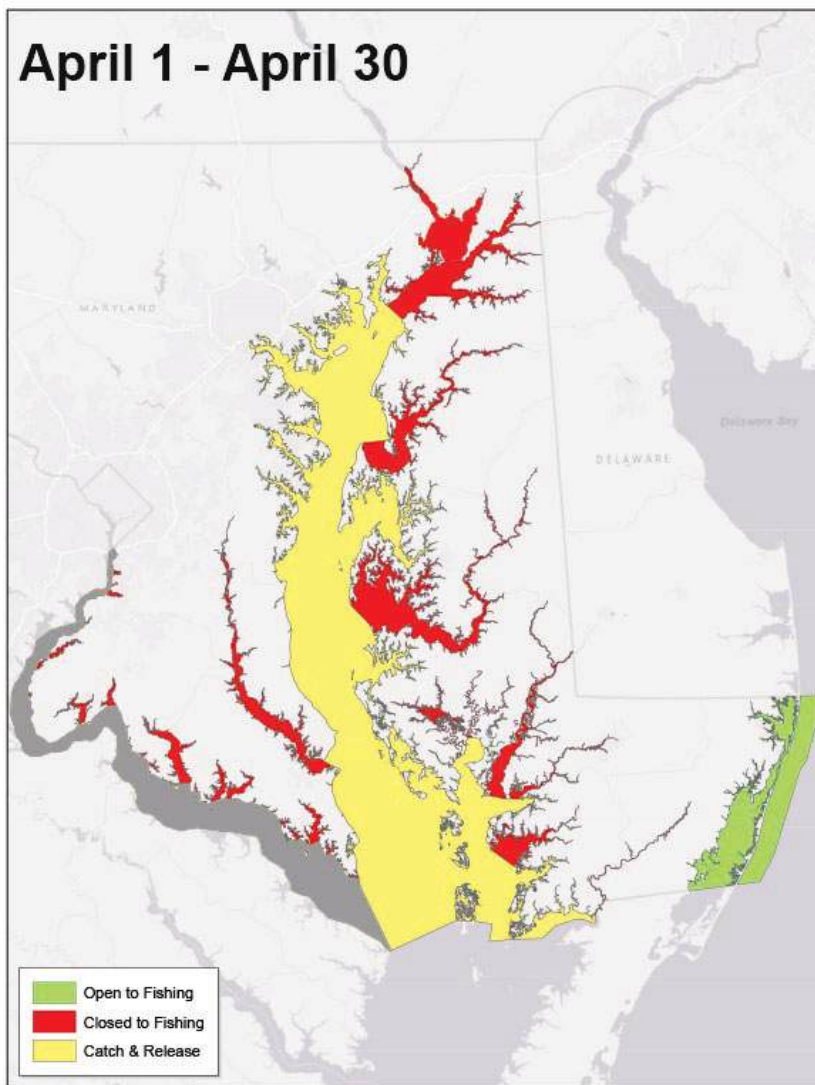 April 1 - April 30
MARYLAND
Delaware Bay
DELAWARE
Open to Fishing
Closed to Fishing
Catch & Release